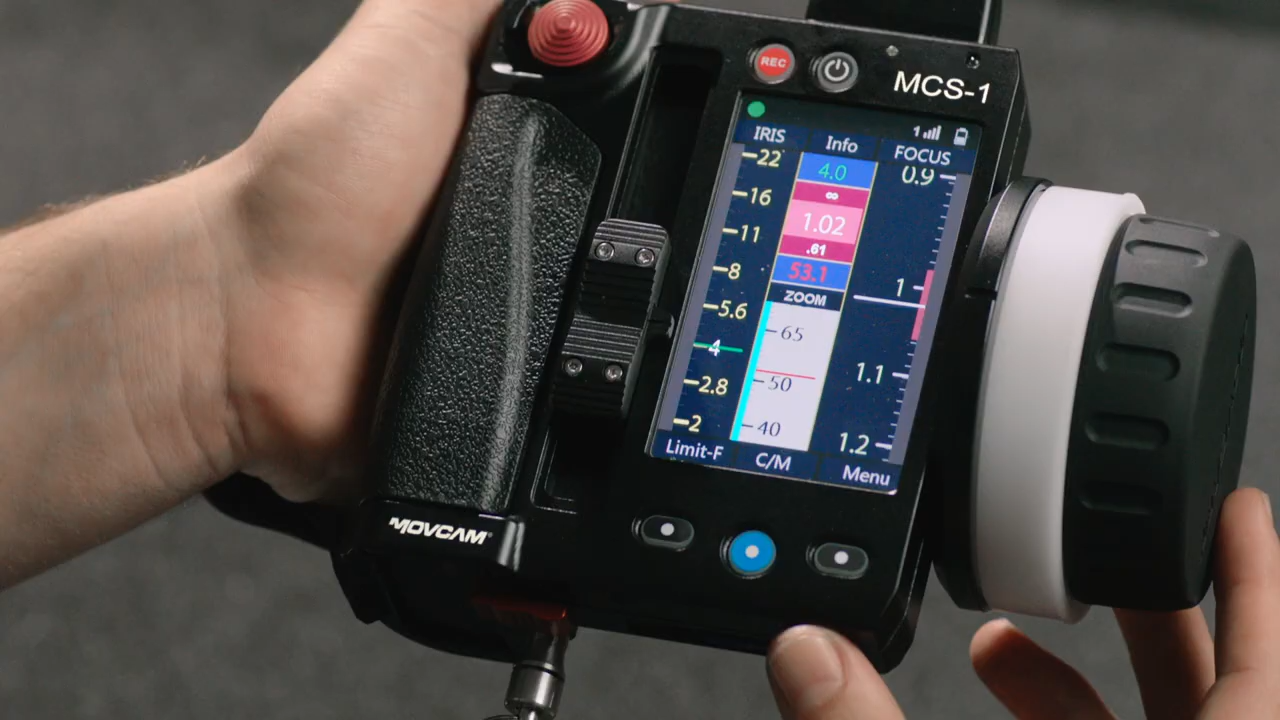 REC
MCS-1
1
IRIS
Info
FOCUS
22
16
11
8
5.6
4
2.8
2
4.0
∞
1.02
.61
53.1
ZOOM
65
50
40
0.9
1
1.1
1.2
Limit-F
C/M
Menu
MOVCAM®